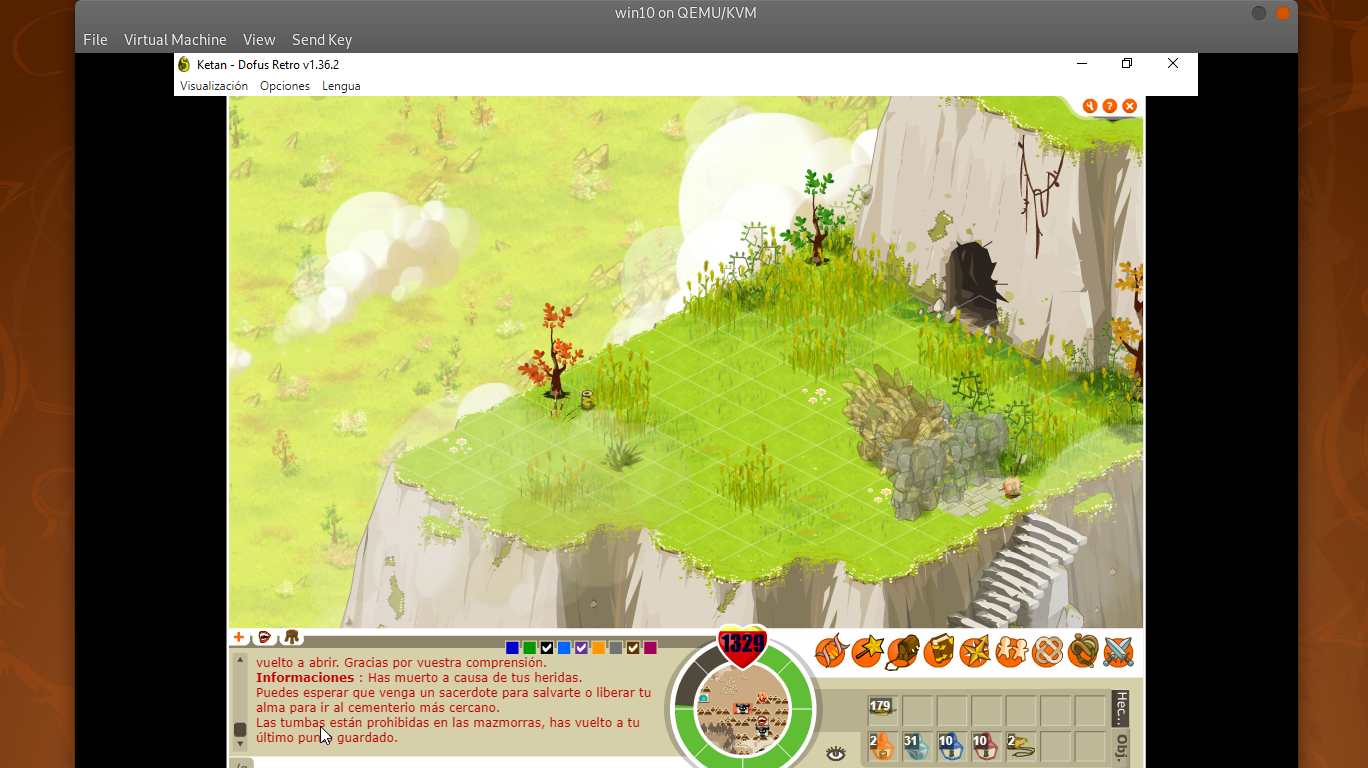 win10 on QEMU/KVM
File Virtual Machine View Send Key
Ketan - Dofus Retro v1.36.2
Visualización Opciones Lengua
vuelto a abrir. Gracias por vuestra comprensión.
Informaciones : Has muerto a causa de tus heridas.
Puedes esperar que venga un sacerdote para salvarte o liberar tu
alma para ir al cementerio más cercano.
Las tumbas están prohibidas en las mazmorras, has vuelto a tu
último punto guardado.
1329
179
Hec...
2 31 10 10 2
Obj.